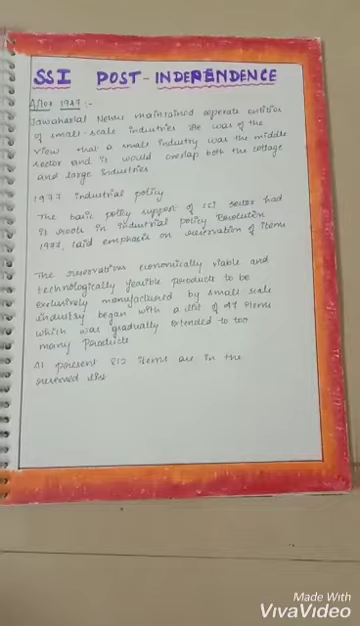 SSI POST-INDEPENDENCE
After 1947 :-
Jawaharlal Nehru maintained seperate entities
of small-scale industries He was of the
view that a small industry was the middle
sector and it would overlap both the cottage
and large industries
1977 industrial policy
The basic policy support of SSI sector had
it roots in industrial policy Resolution
1977, laid emphasis on reservation of items
The reservation economically viable and
technologically feasible products to be
exclusively manufactured by small scale
industry began with a list of 47 items
which was gradually extended to too
many products
At present 812 items are in the
reserved list
Made With
VivaVideo